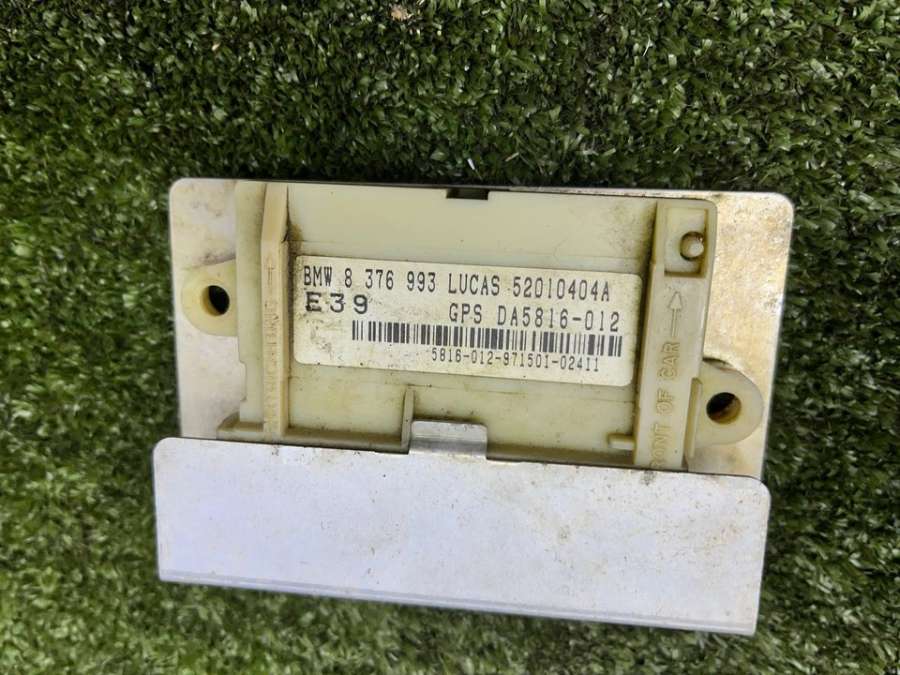 BMW 8 376 993 LUCAS 52010404A
E39 GPS DA5816-012
5816-012-971501-02411
FRONT OF CAR